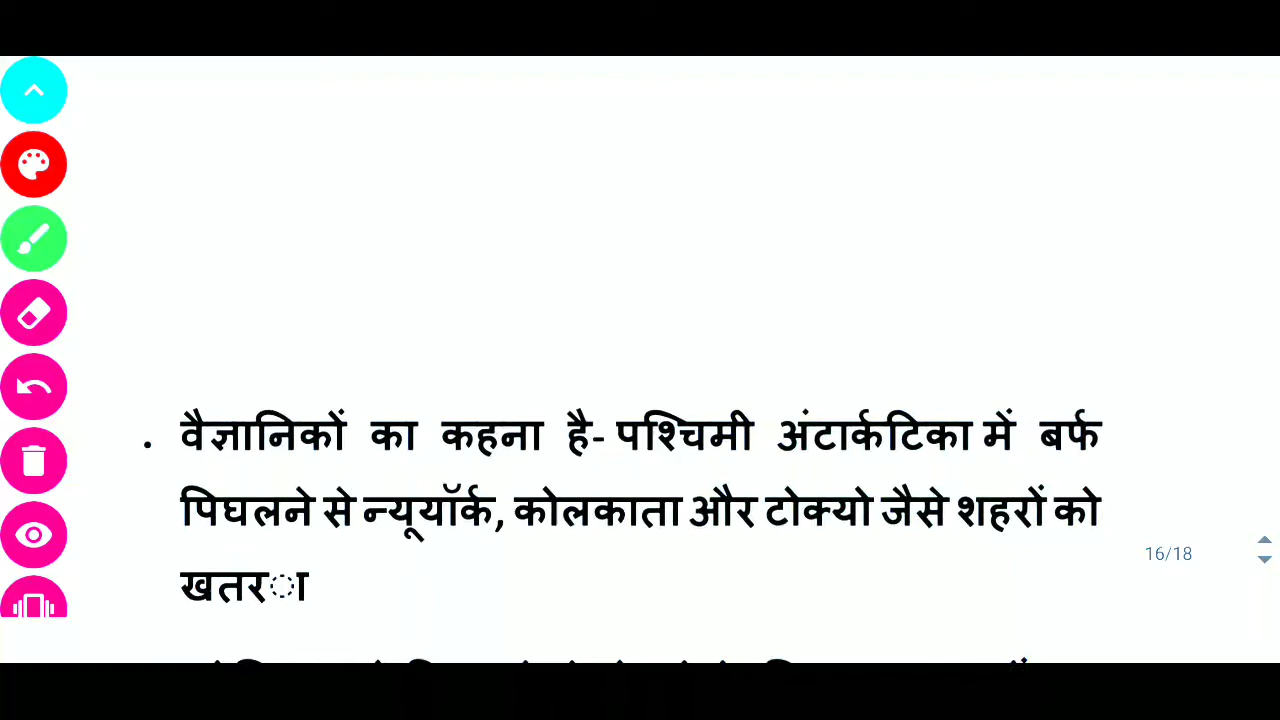 . वैज्ञानिकों का कहना है- पश्चिमी अंटार्कटिका में बर्फ
पिघलने से न्यूयॉर्क, कोलकाता और टोक्यो जैसे शहरों को
16/18
खतर◌ा